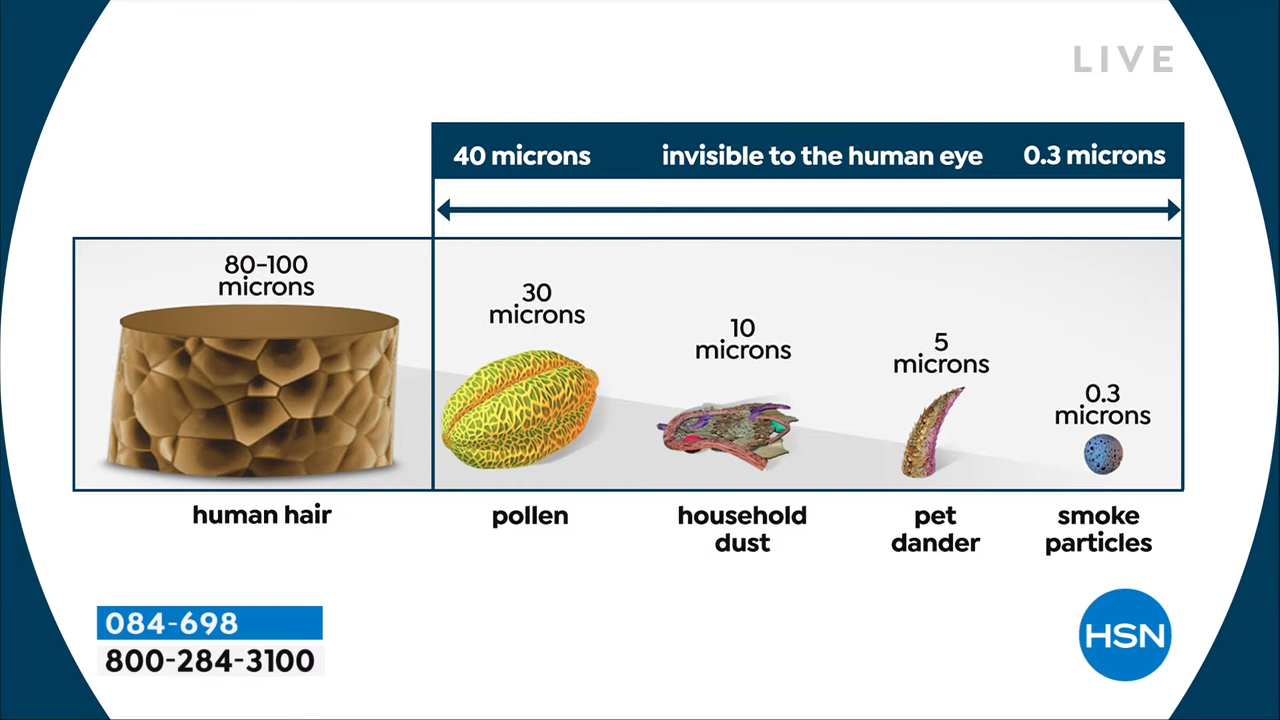 LIVE
40 microns invisible to the human eye 0.3 microns
80-100
microns
30
microns
10
microns
5
microns
0.3
microns
human hair
pollen
household
dust
pet
dander
smoke
particles
084-698
800-284-3100
HSN